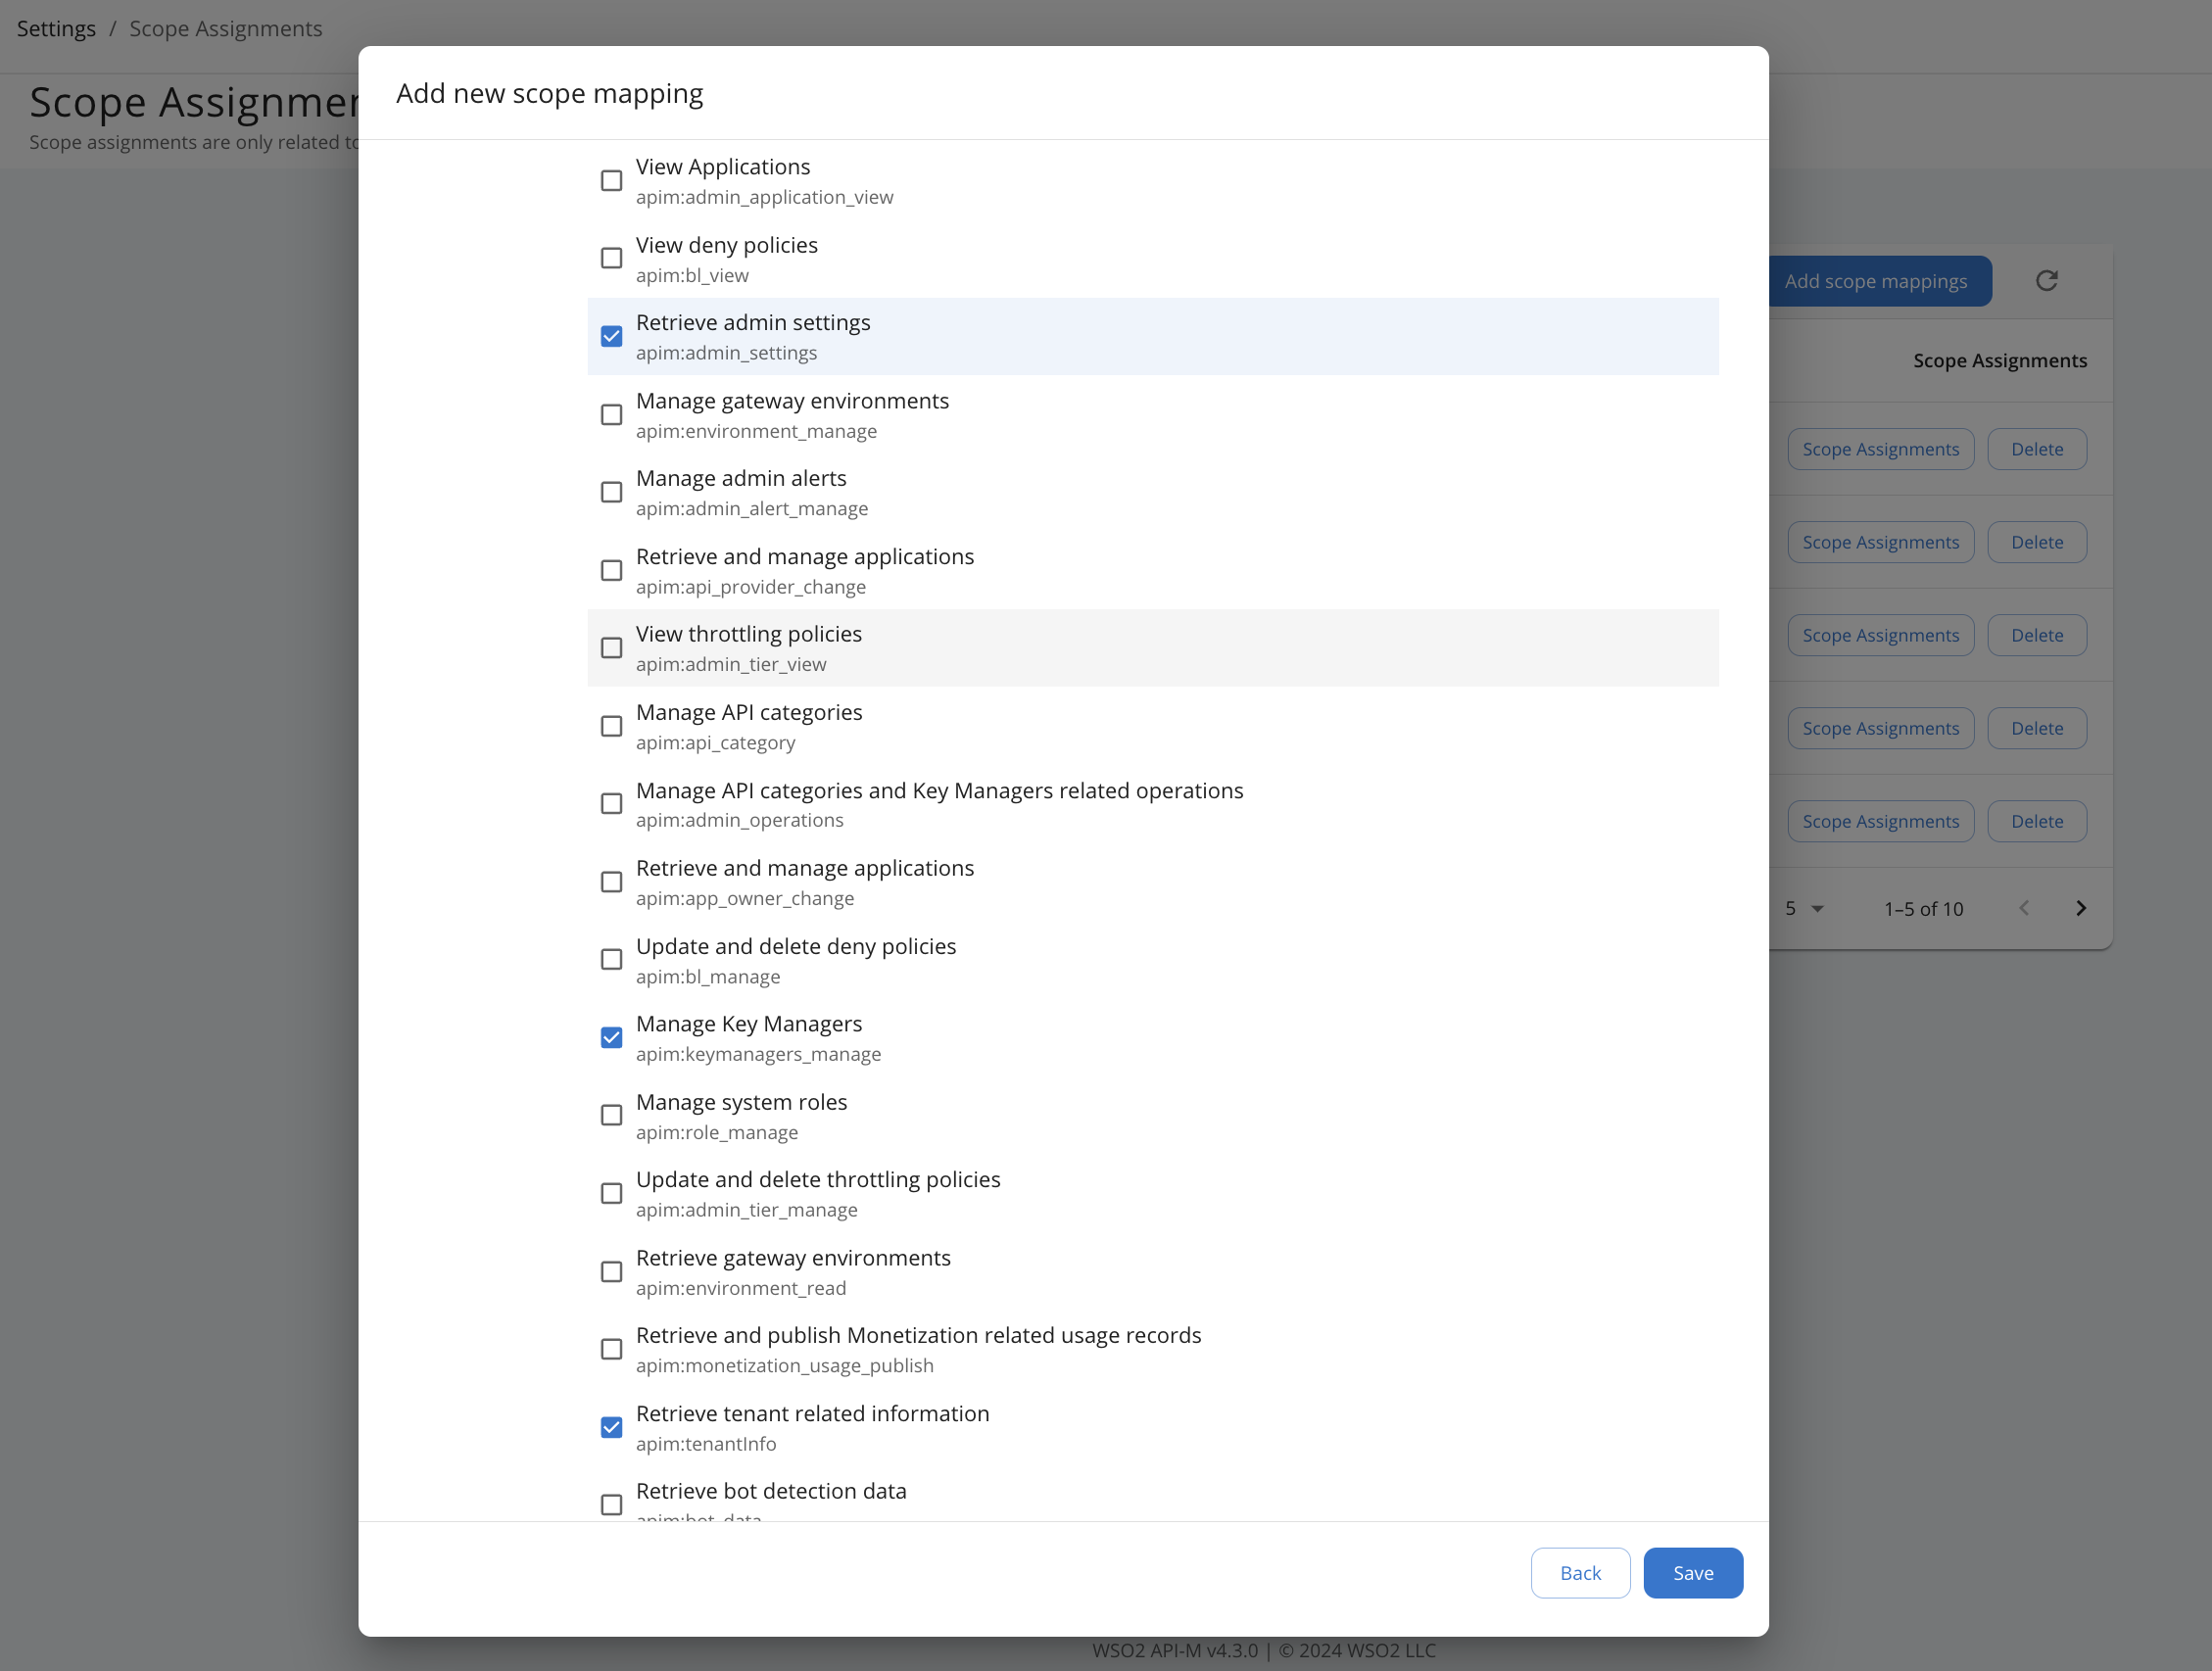 Settings / Scope Assignments
Scope Assignmen
Scope assignments are only related to
Add new scope mapping
View Applications
apim:admin_application_view
View deny policies
apim:bl_view
Retrieve admin settings
apim:admin_settings
Manage gateway environments
apim:environment_manage
Manage admin alerts
apim:admin_alert_manage
Retrieve and manage applications
apim:api_provider_change
View throttling policies
apim:admin_tier_view
Manage API categories
apim:api_category
Manage API categories and Key Managers related operations
apim:admin_operations
Retrieve and manage applications
apim:app_owner_change
Update and delete deny policies
apim:bl_manage
Manage Key Managers
apim:keymanagers_manage
Manage system roles
apim:role_manage
Update and delete throttling policies
apim:admin_tier_manage
Retrieve gateway environments
apim:environment_read
Retrieve and publish Monetization related usage records
apim:monetization_usage_publish
Retrieve tenant related information
apim:tenantInfo
Retrieve bot detection data
apim:bot_data
Back Save
Add scope mappings
Scope Assignments
Scope Assignments Delete
Scope Assignments Delete
Scope Assignments Delete
Scope Assignments Delete
Scope Assignments Delete
5 1–5 of 10
WSO2 API-M v4.3.0 | © 2024 WSO2 LLC